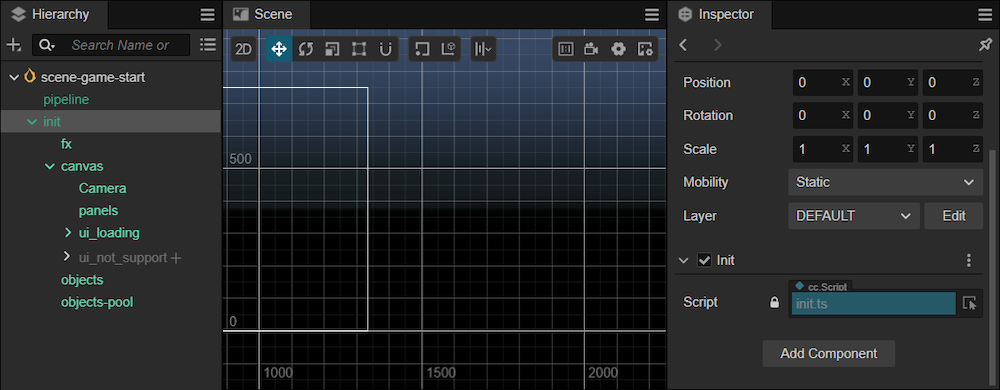 Hierarchy
Search Name or
scene-game-start
pipeline
init
fx
canvas
Camera
panels
ui_loading
ui_not_support
objects
objects-pool
Scene
2D
500
0
1000
1500
2000
Inspector
Position 0 X 0 Y 0 Z
Rotation 0 X 0 Y 0 Z
Scale 1 X 1 Y 1 Z
Mobility Static
Layer DEFAULT Edit
Init
cc.Script
Script init.ts
Add Component